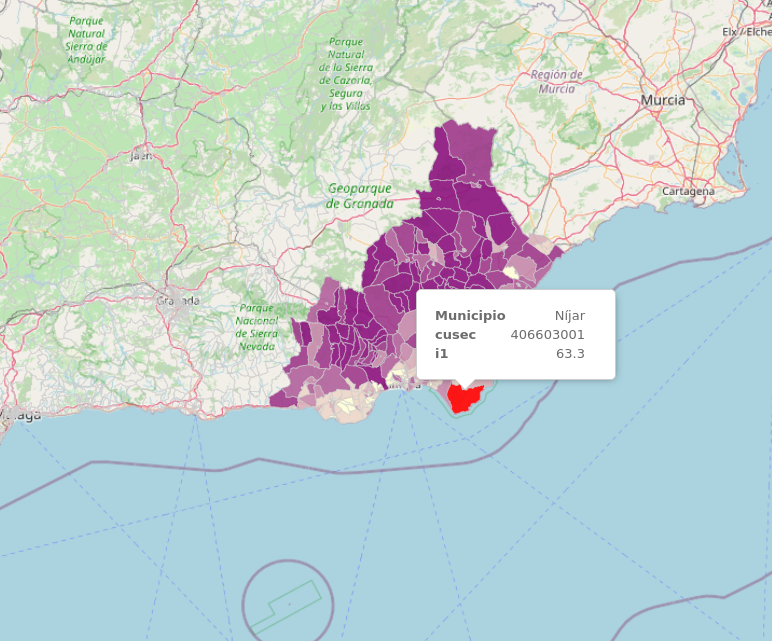 Parque
Natural
Sierra de
Andújar
Parque
Natural
de la Sierra
de Cazorla,
Segura
y las Villas
Elx / Elche
Región de
Murcia
Murcia
Jaén
Cartagena
Geoparque
de Granada
Granada
Parque
Nacional
de Sierra
Nevada
Municipio Níjar
cusec 406603001
i1 63.3
Málaga